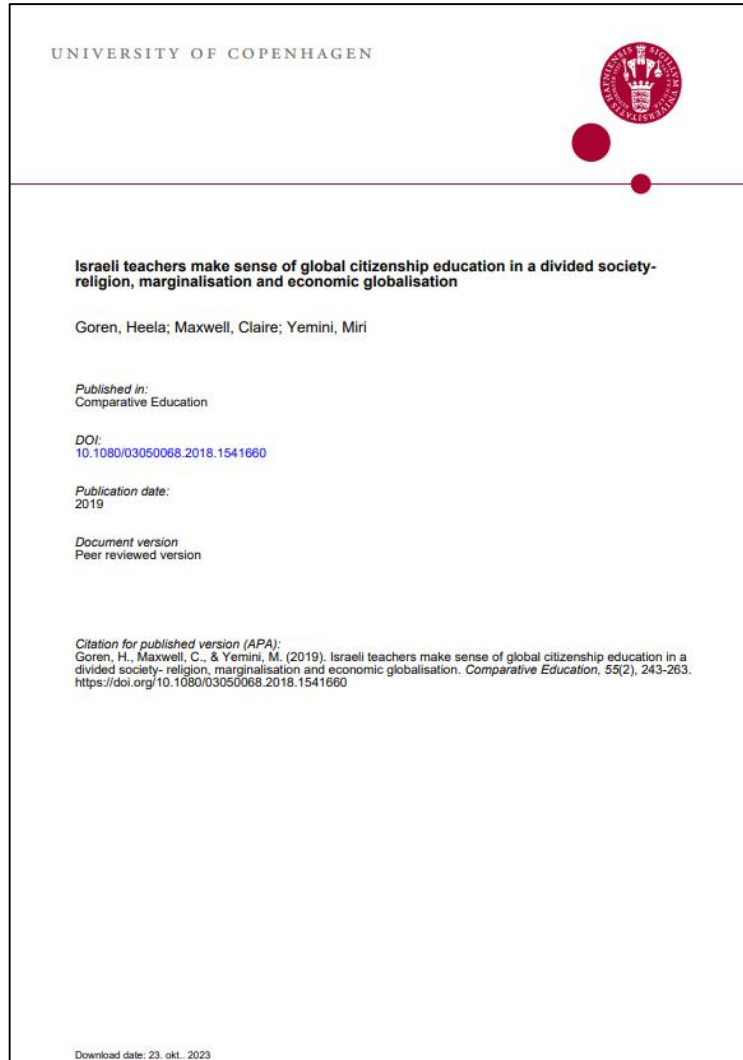 UNIVERSITY OF COPENHAGEN
Israeli teachers make sense of global citizenship education in a divided society-
religion, marginalisation and economic globalisation
Goren, Heela; Maxwell, Claire; Yemini, Miri
Published in:
Comparative Education
DOI:
10.1080/03050068.2018.1541660
Publication date:
2019
Document version
Peer reviewed version
Citation for published version (APA):
Goren, H., Maxwell, C., & Yemini, M. (2019). Israeli teachers make sense of global citizenship education in a
divided society- religion, marginalisation and economic globalisation. Comparative Education, 55(2), 243-263.
https://doi.org/10.1080/03050068.2018.1541660
Download date: 23. okt.. 2023